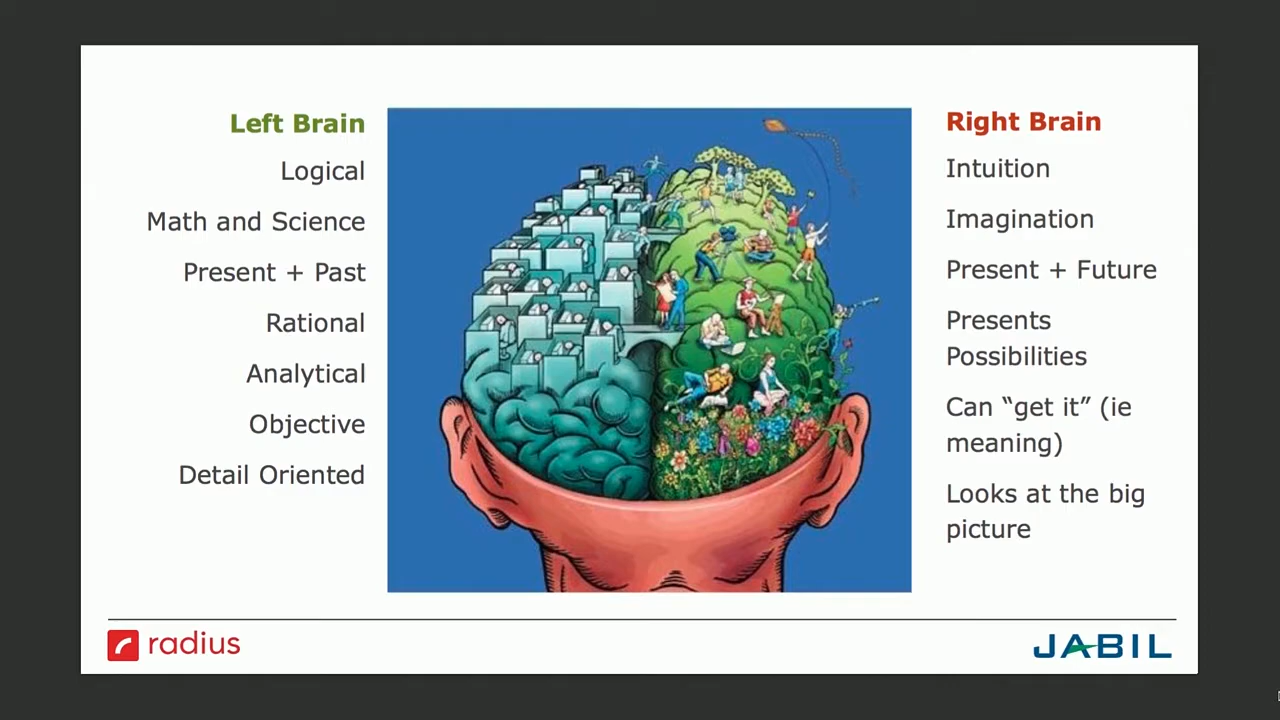 Left Brain
Logical
Math and Science
Present + Past
Rational
Analytical
Objective
Detail Oriented
Right Brain
Intuition
Imagination
Present + Future
Presents
Possibilities
Can “get it” (ie
meaning)
Looks at the big
picture
radius
JABIL